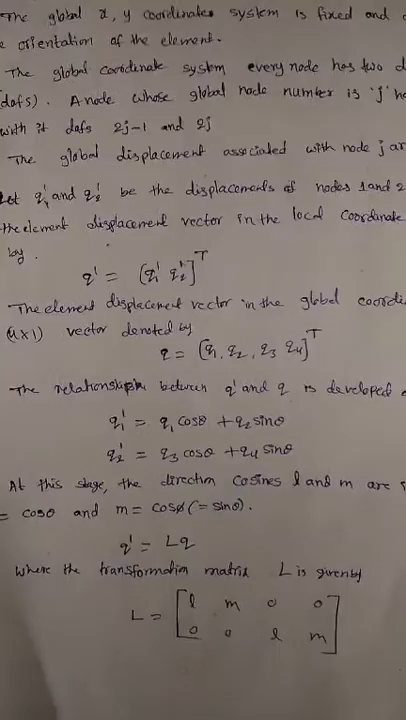 The global x, y coordinates system is fixed and
orientation of the element.
The global coordinate system every node has two
dofs). A node whose global node number is 'j'
with it dofs 2j-1 and 2j
The global displacement associated with node j
Let q'₁ and q'₂ be the displacements of nodes 1 and 2
the element displacement vector in the local coordinate
by.
q' = [q'₁ q'₂]ᵀ
The element displacement vector in the global
(4x1) vector denoted by
q = [q₁, q₂, q₃ q₄]ᵀ
The relationship between q' and q is developed
q'₁ = q₁ cosθ + q₂ sinθ
q'₂ = q₃ cosθ + q₄ sinθ
At this stage, the direction cosines l and m are
= cosθ and m = cosφ (= sinθ).
q' = Lq
Where the transformation matrix L is given by
L = [l m 0 0
0 0 l m]